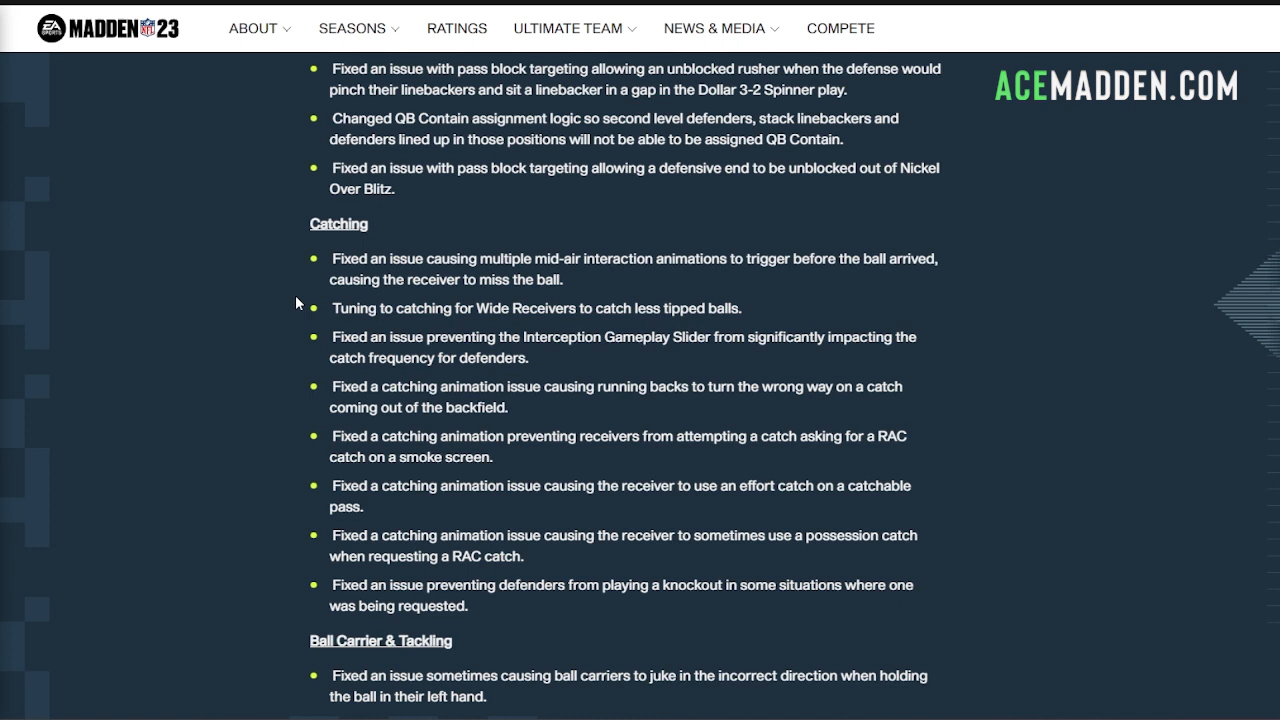 EA SPORTS MADDEN NFL 23 ABOUT SEASONS RATINGS ULTIMATE TEAM NEWS & MEDIA COMPETE
ACEMADDEN.COM
Fixed an issue with pass block targeting allowing an unblocked rusher when the defense would
pinch their linebackers and sit a linebacker in a gap in the Dollar 3-2 Spinner play.
Changed QB Contain assignment logic so second level defenders, stack linebackers and
defenders lined up in those positions will not be able to be assigned QB Contain.
Fixed an issue with pass block targeting allowing a defensive end to be unblocked out of Nickel
Over Blitz.
Catching
Fixed an issue causing multiple mid-air interaction animations to trigger before the ball arrived,
causing the receiver to miss the ball.
Tuning to catching for Wide Receivers to catch less tipped balls.
Fixed an issue preventing the Interception Gameplay Slider from significantly impacting the
catch frequency for defenders.
Fixed a catching animation issue causing running backs to turn the wrong way on a catch
coming out of the backfield.
Fixed a catching animation preventing receivers from attempting a catch asking for a RAC
catch on a smoke screen.
Fixed a catching animation issue causing the receiver to use an effort catch on a catchable
pass.
Fixed a catching animation issue causing the receiver to sometimes use a possession catch
when requesting a RAC catch.
Fixed an issue preventing defenders from playing a knockout in some situations where one
was being requested.
Ball Carrier & Tackling
Fixed an issue sometimes causing ball carriers to juke in the incorrect direction when holding
the ball in their left hand.